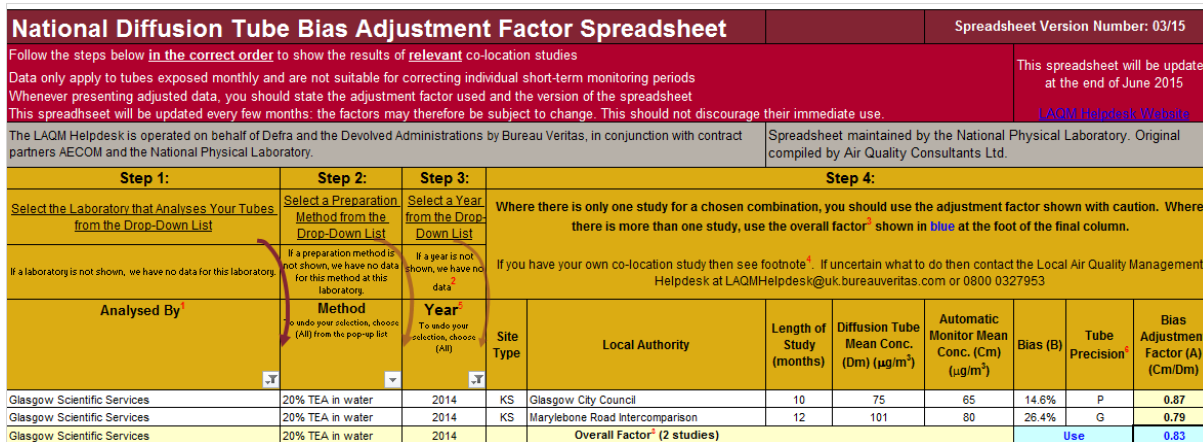 National Diffusion Tube Bias Adjustment Factor Spreadsheet
Spreadsheet Version Number: 03/15
Follow the steps below in the correct order to show the results of relevant co-location studies
Data only apply to tubes exposed monthly and are not suitable for correcting individual short-term monitoring periods
Whenever presenting adjusted data, you should state the adjustment factor used and the version of the spreadsheet
This spreadhseet will be updated every few months: the factors may therefore be subject to change. This should not discourage their immediate use.
This spreadsheet will be update
at the end of June 2015
LAQM Helpdesk Website
The LAQM Helpdesk is operated on behalf of Defra and the Devolved Administrations by Bureau Veritas, in conjunction with contract
partners AECOM and the National Physical Laboratory.
Spreadsheet maintained by the National Physical Laboratory. Original
compiled by Air Quality Consultants Ltd.
Step 1:
Step 2:
Step 3:
Step 4:
Select the Laboratory that Analyses Your Tubes
from the Drop-Down List
Select a Preparation
Method from the
Drop-Down List
Select a Year
from the Drop-
Down List
Where there is only one study for a chosen combination, you should use the adjustment factor shown with caution. Where
there is more than one study, use the overall factor3 shown in blue at the foot of the final column.
If a laboratory is not shown, we have no data for this laboratory.
If a preparation method is
not shown, we have no data
for this method at this
laboratory.
If a year is not
shown, we have no
data2
If you have your own co-location study then see footnote4. If uncertain what to do then contact the Local Air Quality Management
Helpdesk at LAQMHelpdesk@uk.bureauveritas.com or 0800 0327953
Analysed By1
Method
To undo your selection, choose
(All) from the pop-up list
Year5
To undo your
selection, choose
(All)
Site
Type
Local Authority
Length of
Study
(months)
Diffusion Tube
Mean Conc.
(Dm) (μg/m3)
Automatic
Monitor Mean
Conc. (Cm)
(μg/m3)
Bias (B)
Tube
Precision6
Bias
Adjustmen
Factor (A)
(Cm/Dm)
Glasgow Scientific Services 20% TEA in water 2014 KS Glasgow City Council 10 75 65 14.6% P 0.87
Glasgow Scientific Services 20% TEA in water 2014 KS Marylebone Road Intercomparison 12 101 80 26.4% G 0.79
Glasgow Scientific Services 20% TEA in water 2014 Overall Factor3 (2 studies) Use 0.83